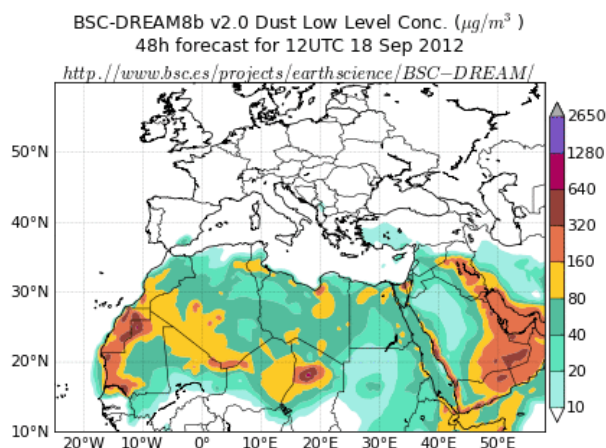 BSC-DREAM8b v2.0 Dust Low Level Conc. (μg/m³ )
48h forecast for 12UTC 18 Sep 2012
http.//www.bsc.es/projects/earthscience/BSC−DREAM/
2650
1280
640
320
160
80
40
20
10
50°N
40°N
30°N
20°N
10°N
20°W 10°W 0° 10°E 20°E 30°E 40°E 50°E